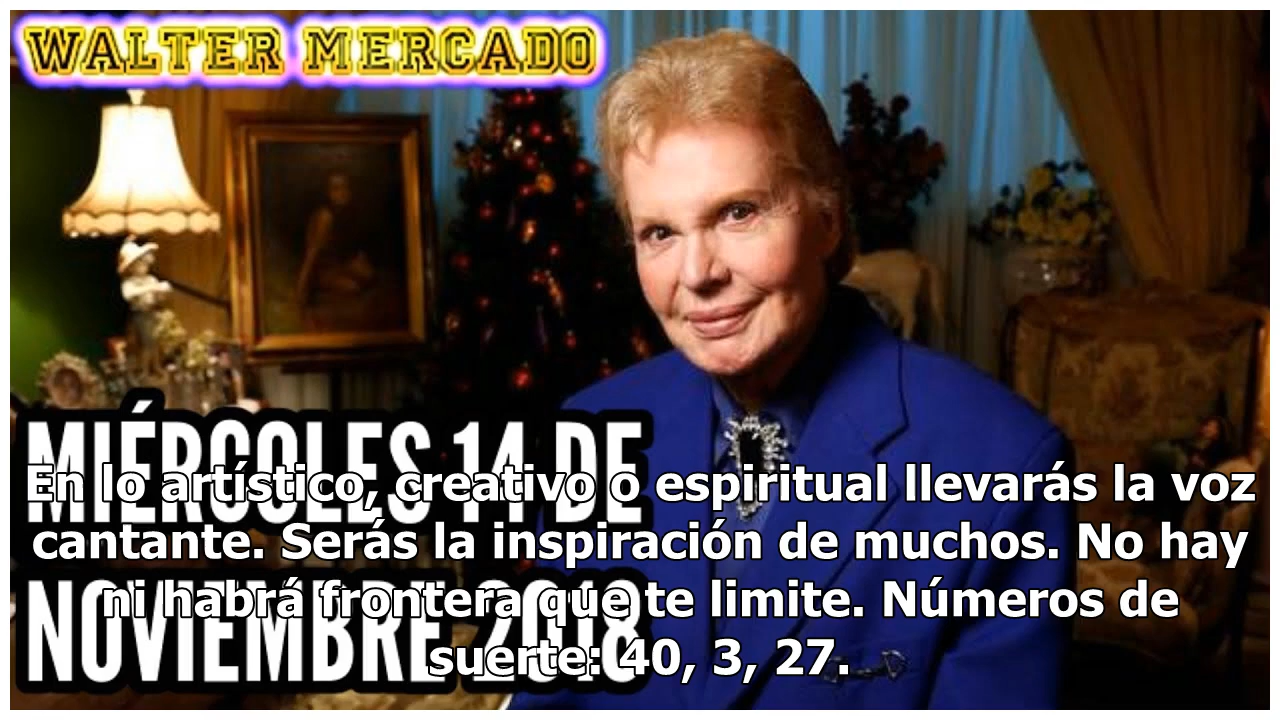 WALTER MERCADO
MIÉRCOLES 14 DE
NOVIEMBRE 2018
En lo artístico, creativo o espiritual llevarás la voz
cantante. Serás la inspiración de muchos. No hay
ni habrá frontera que te limite. Números de
suerte: 40, 3, 27.